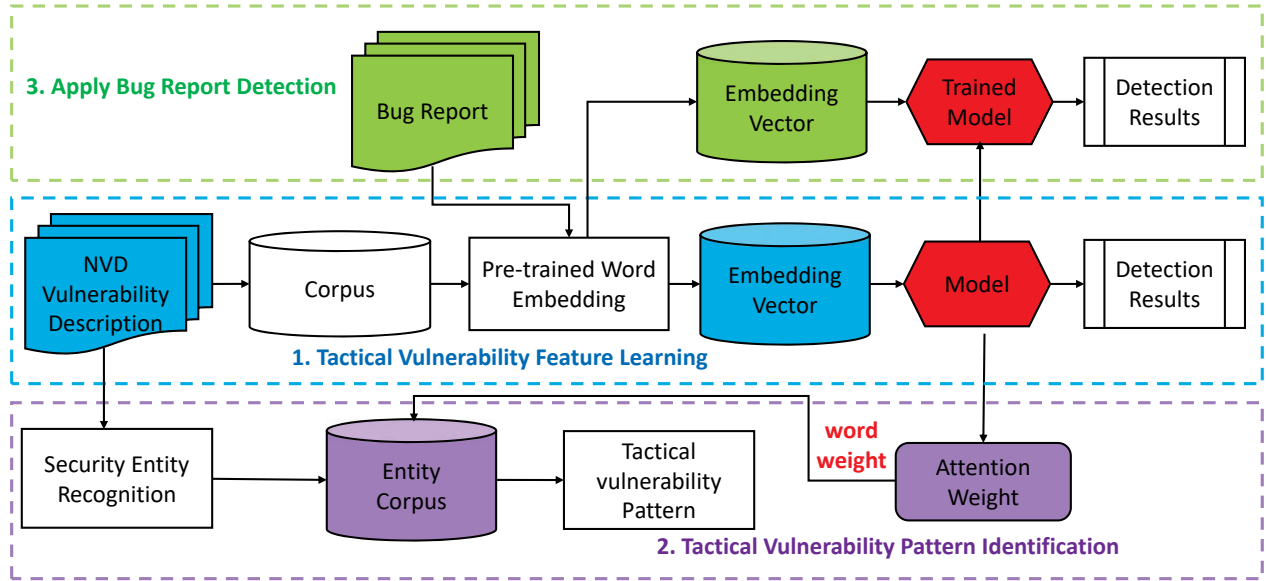 3. Apply Bug Report Detection
Bug Report
Embedding
Vector
Trained
Model
Detection
Results
NVD
Vulnerability
Description
Corpus
Pre-trained Word
Embedding
Embedding
Vector
Model
Detection
Results
1. Tactical Vulnerability Feature Learning
Security Entity
Recognition
Entity
Corpus
Tactical
vulnerability
Pattern
word
weight
Attention
Weight
2. Tactical Vulnerability Pattern Identification